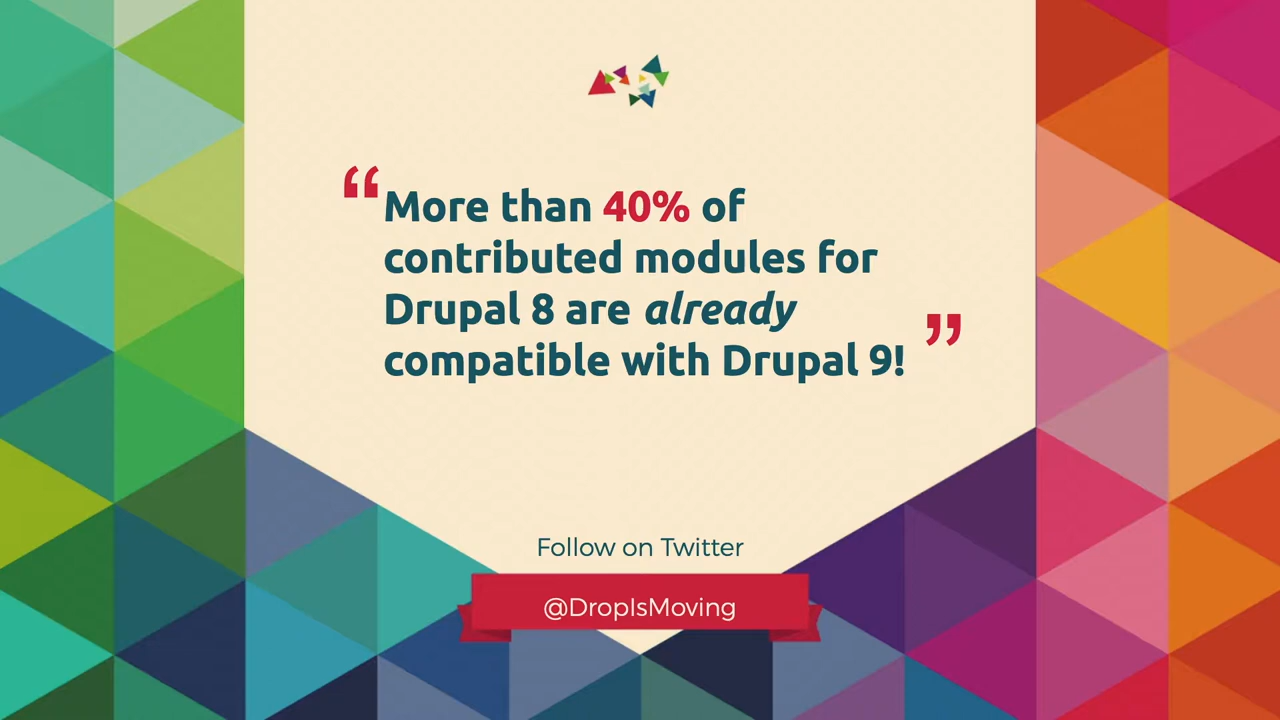 “More than 40% of
contributed modules for
Drupal 8 are already
compatible with Drupal 9!”
Follow on Twitter
@DropIsMoving